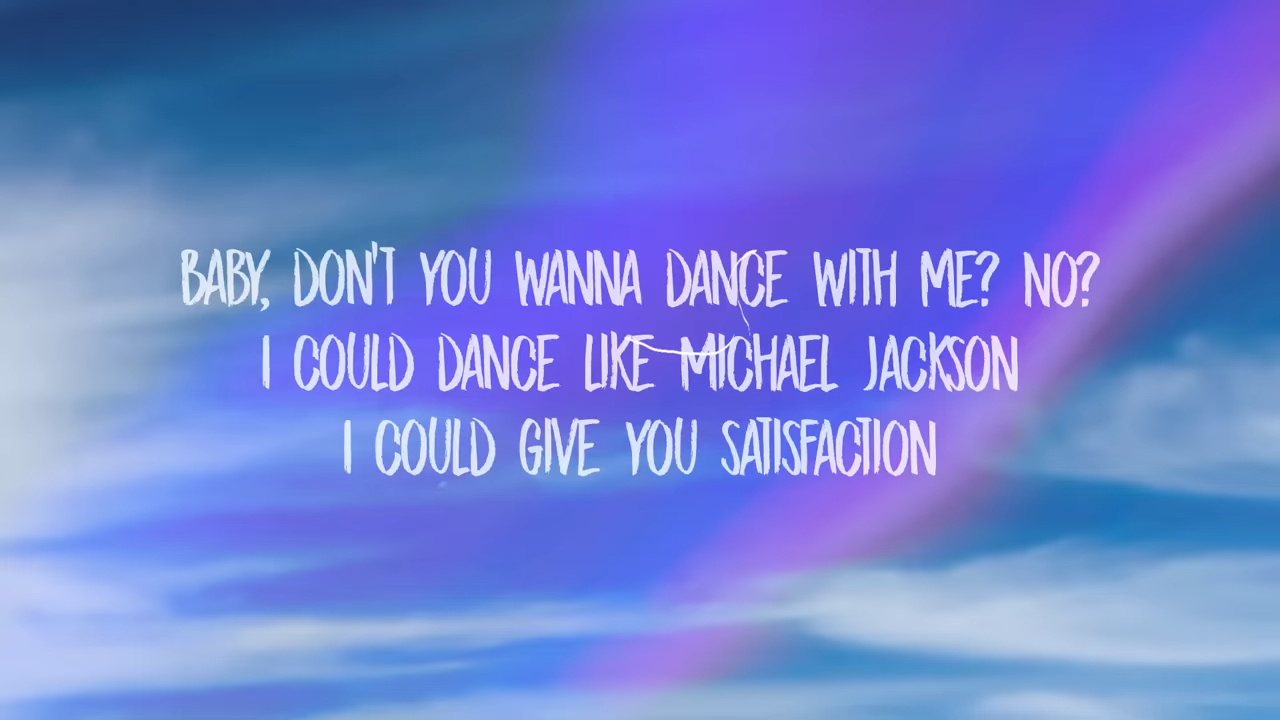 BABY, DON'T YOU WANNA DANCE WITH ME? NO?
I COULD DANCE LIKE MICHAEL JACKSON
I COULD GIVE YOU SATISFACTION